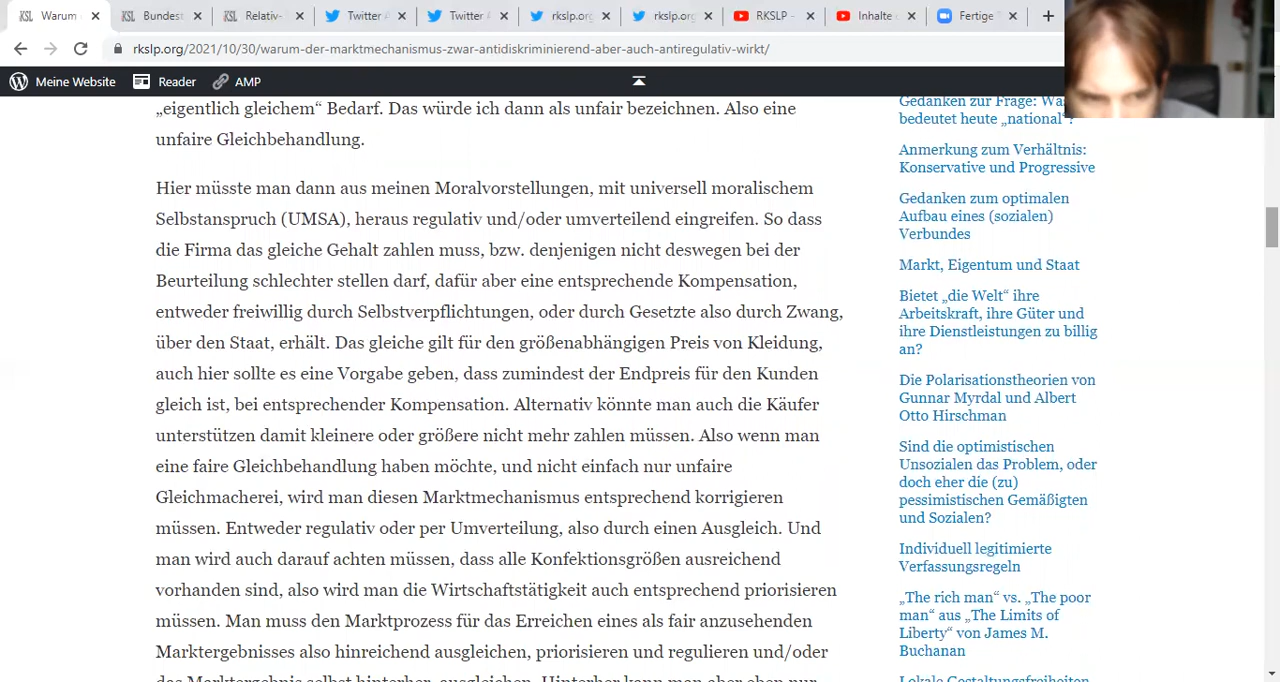 Warum
Bundest
Relativ-
Twitter A
Twitter A
rkslp.org
rkslp.org
RKSLP -
Inhalte
Fertige
rkslp.org/2021/10/30/warum-der-marktmechanismus-zwar-antidiskriminierend-aber-auch-antiregulativ-wirkt/
Meine Website
Reader
AMP
„eigentlich gleichem“ Bedarf. Das würde ich dann als unfair bezeichnen. Also eine
unfaire Gleichbehandlung.
Hier müsste man dann aus meinen Moralvorstellungen, mit universell moralischem
Selbstanspruch (UMSA), heraus regulativ und/oder umverteilend eingreifen. So dass
die Firma das gleiche Gehalt zahlen muss, bzw. denjenigen nicht deswegen bei der
Beurteilung schlechter stellen darf, dafür aber eine entsprechende Kompensation,
entweder freiwillig durch Selbstverpflichtungen, oder durch Gesetzte also durch Zwang,
über den Staat, erhält. Das gleiche gilt für den größenabhängigen Preis von Kleidung,
auch hier sollte es eine Vorgabe geben, dass zumindest der Endpreis für den Kunden
gleich ist, bei entsprechender Kompensation. Alternativ könnte man auch die Käufer
unterstützen damit kleinere oder größere nicht mehr zahlen müssen. Also wenn man
eine faire Gleichbehandlung haben möchte, und nicht einfach nur unfaire
Gleichmacherei, wird man diesen Marktmechanismus entsprechend korrigieren
müssen. Entweder regulativ oder per Umverteilung, also durch einen Ausgleich. Und
man wird auch darauf achten müssen, dass alle Konfektionsgrößen ausreichend
vorhanden sind, also wird man die Wirtschaftstätigkeit auch entsprechend priorisieren
müssen. Man muss den Marktprozess für das Erreichen eines als fair anzusehenden
Marktergebnisses also hinreichend ausgleichen, priorisieren und regulieren und/oder
das Marktergebnis selbst hinterher, ausgleichen. Hinterher kann man aber eben nur
Gedanken zur Frage: Was
bedeutet heute „national“?
Anmerkung zum Verhältnis:
Konservative und Progressive
Gedanken zum optimalen
Aufbau eines (sozialen)
Verbundes
Markt, Eigentum und Staat
Bietet „die Welt“ ihre
Arbeitskraft, ihre Güter und
ihre Dienstleistungen zu billig
an?
Die Polarisationstheorien von
Gunnar Myrdal und Albert
Otto Hirschman
Sind die optimistischen
Unsozialen das Problem, oder
doch eher die (zu)
pessimistischen Gemäßigten
und Sozialen?
Individuell legitimierte
Verfassungsregeln
„The rich man“ vs. „The poor
man“ aus „The Limits of
Liberty“ von James M.
Buchanan
Lokale Gestaltungsfreiheiten